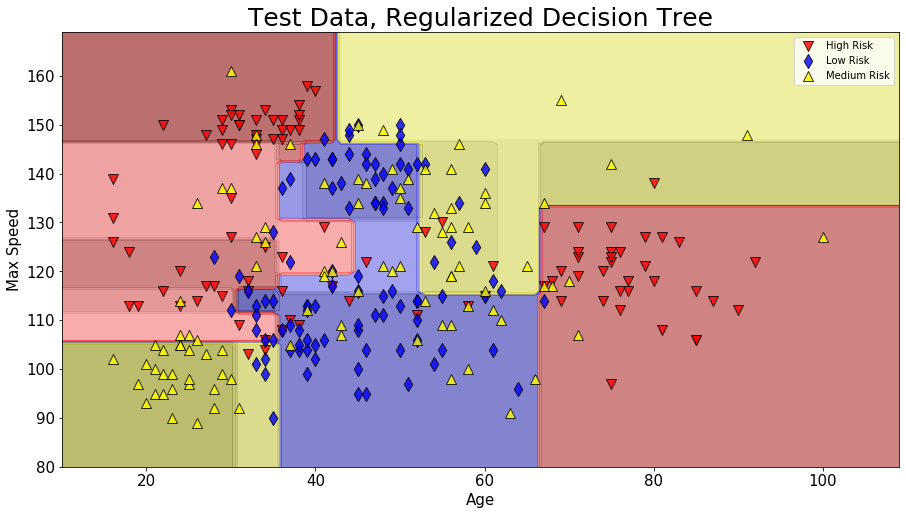 Test Data, Regularized Decision Tree
High Risk
Low Risk
Medium Risk
Max Speed
160
150
140
130
120
110
100
90
80
20 40 60 80 100
Age